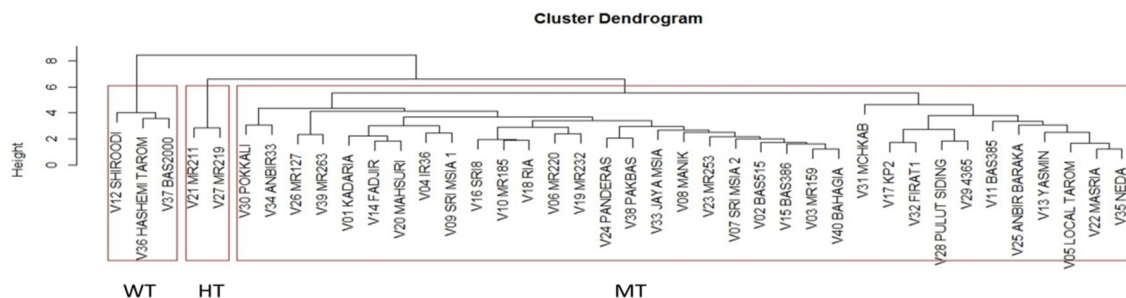 Cluster Dendrogram
Height
8
6
4
2
0
V12 SHIROODI
V36 HASHEMI TAROM
V37 BAS2000
V21 MR211
V27 MR219
V30 POKKALI
V34 ANBIR33
V26 MR127
V39 MR263
V01 KADARIA
V14 FADJIR
V20 MAHSURI
V04 IR36
V09 SRI MSIA 1
V16 SRI8
V10 MR185
V18 RIA
V06 MR220
V19 MR232
V24 PANDERAS
V38 PAKBAS
V33 JAYA MSIA
V08 MANIK
V23 MR253
V07 SRI MSIA 2
V02 BAS515
V15 BAS386
V03 MR159
V40 BAHAGIA
V31 MCHKAB
V17 KP2
V32 FIRAT1
V28 PULUT SIDING
V29 4365
V11 BAS385
V25 ANBIR BARAKA
V13 YASMIN
V05 LOCAL TAROM
V22 MASRIA
V35 NEDA
WT
HT
MT